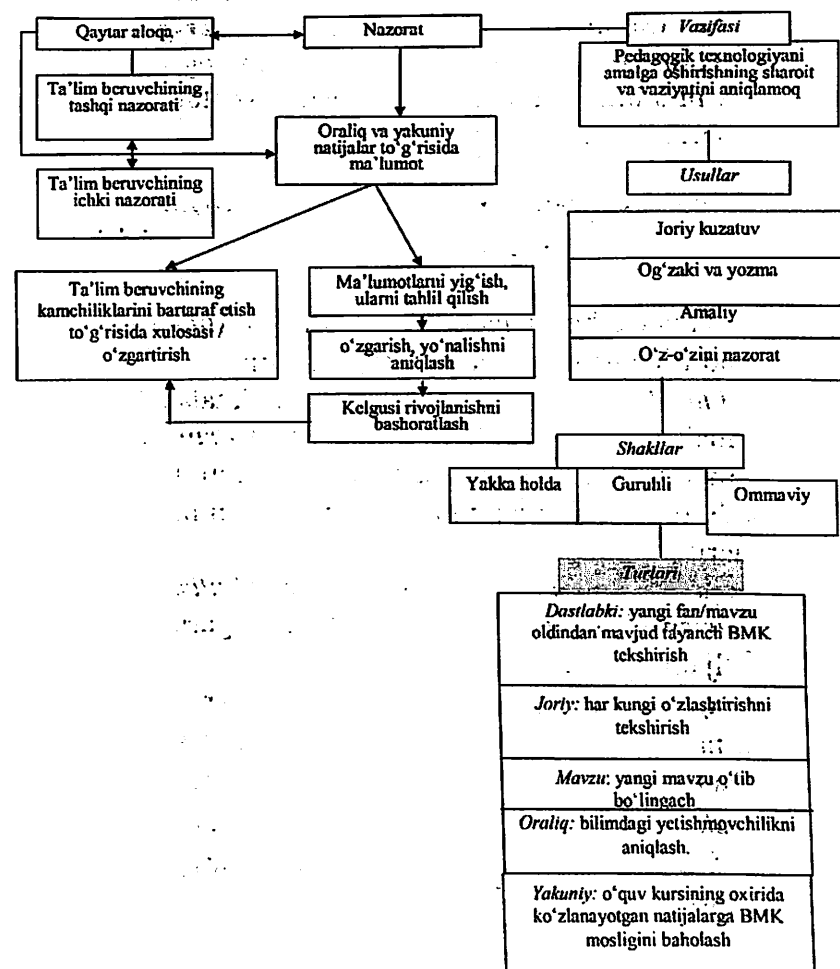 Qaytar aloqa
Nazorat
Vazifasi
Ta’lim beruvchining
tashqi nazorati
Ta’lim beruvchining
ichki nazorati
Oraliq va yakuniy
natijalar to‘g‘risida
ma’lumot
Pedagogik texnologiyani
amalga oshirishning sharoit
va vaziyatini aniqlamoq
Usullar
Joriy kuzatuv
Og‘zaki va yozma
Amaliy
O‘z-o‘zini nazorat
Ta’lim beruvchining
kamchiliklarini bartaraf etish
to‘g‘risida xulosasi /
o‘zgartirish
Ma’lumotlarni yig‘ish,
ularni tahlil qilish
o‘zgarish, yo‘nalishni
aniqlash
Kelgusi rivojlanishni
bashoratlash
Shakllar
Yakka holda
Guruhli
Ommaviy
Turlari
Dastlabki: yangi fan/mavzu
oldindan mavjud tayanch BMK
tekshirish
Joriy: har kungi o‘zlashtirishni
tekshirish
Mavzu: yangi mavzu o‘tib
bo‘lingach
Oraliq: bilimdagi yetishmovchilikni
aniqlash.
Yakuniy: o‘quv kursining oxirida
ko‘zlanayotgan natijalarga BMK
mosligini baholash